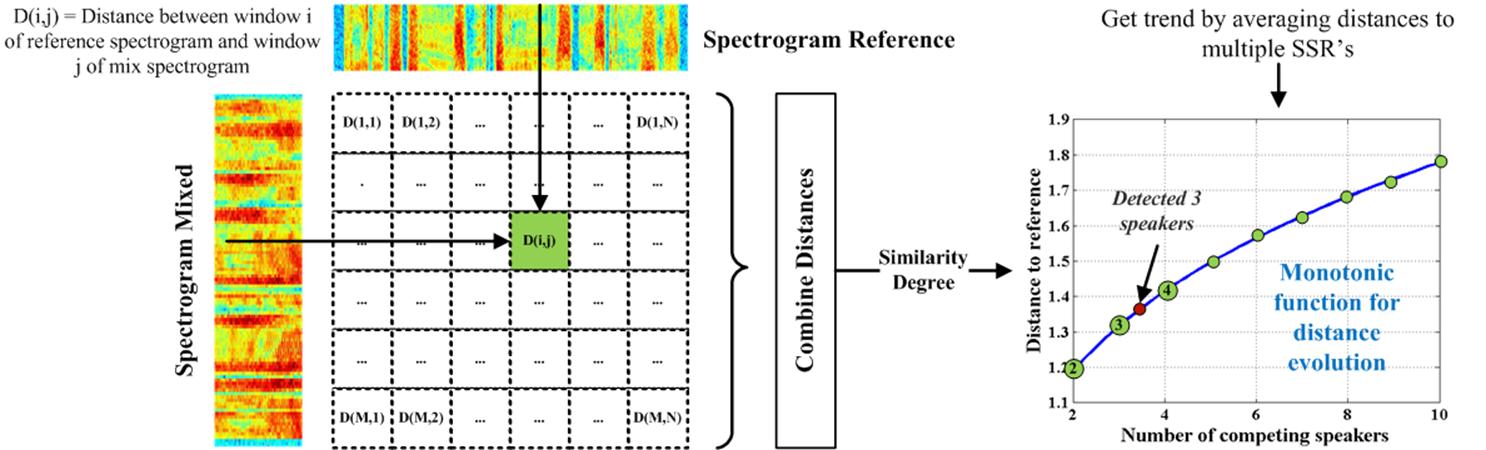 D(i,j) = Distance between window i
of reference spectrogram and window
j of mix spectrogram
Spectrogram Reference
Spectrogram Mixed
D(1,1) D(1,2) ... ... ... D(1,N)
. ... ... ... ... ...
... ... ... D(i,j) ... ...
... ... ... ... ... ...
... ... ... ... ... ...
D(M,1) D(M,2) ... ... ... D(M,N)
Combine Distances
Similarity
Degree
Get trend by averaging distances to
multiple SSR's
Distance to reference
1.9
1.8
1.7
1.6
1.5
1.4
1.3
1.2
1.1
Detected 3
speakers
4
3
2
Monotonic
function for
distance
evolution
2 4 6 8 10
Number of competing speakers